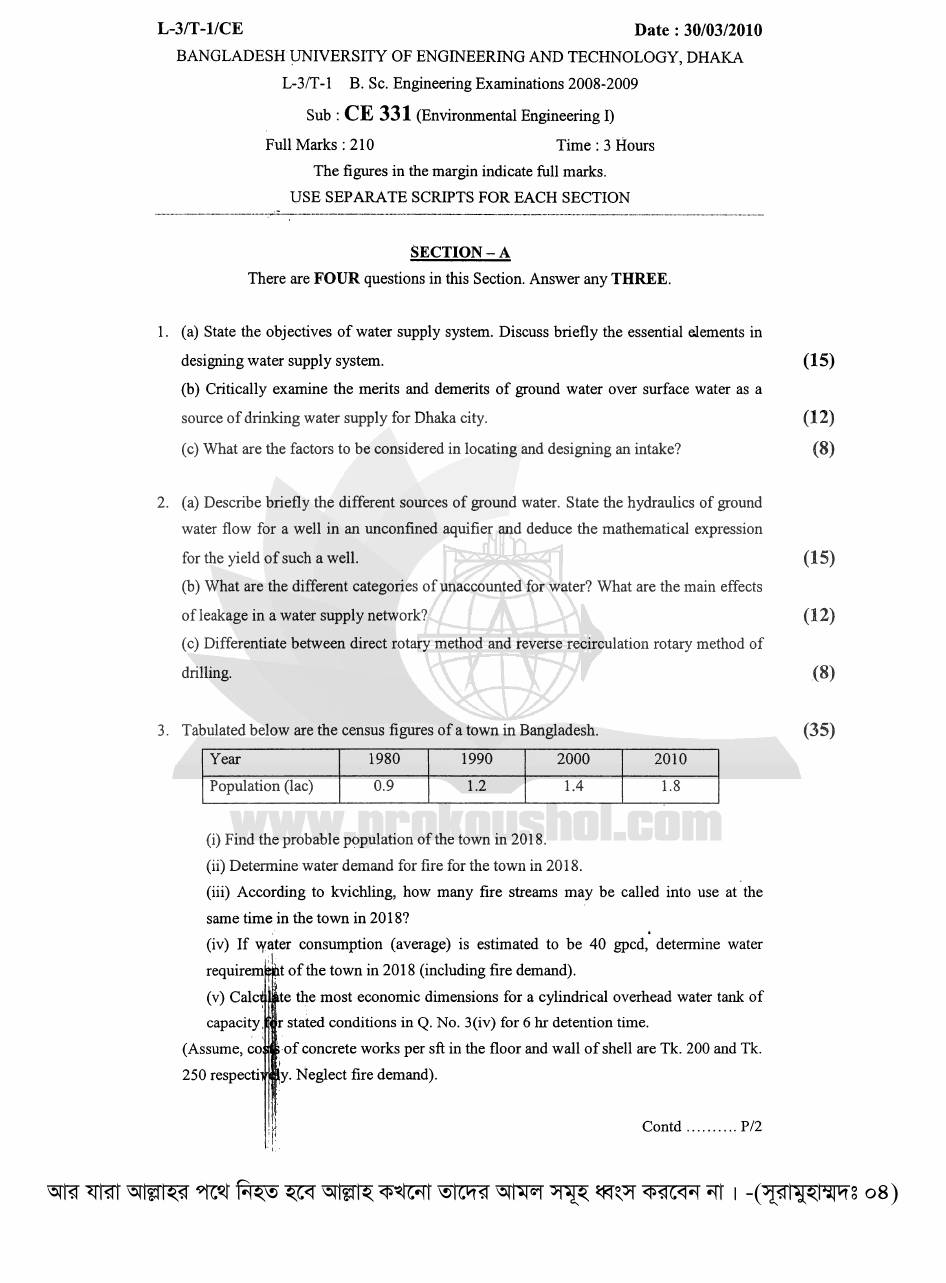 L-3/T-1/CE Date : 30/03/2010
BANGLADESH UNIVERSITY OF ENGINEERING AND TECHNOLOGY, DHAKA
L-3/T-1 B. Sc. Engineering Examinations 2008-2009
Sub : CE 331 (Environmental Engineering I)
Full Marks : 210 Time : 3 Hours
The figures in the margin indicate full marks.
USE SEPARATE SCRIPTS FOR EACH SECTION
SECTION – A
There are FOUR questions in this Section. Answer any THREE.
1. (a) State the objectives of water supply system. Discuss briefly the essential elements in
designing water supply system. (15)
(b) Critically examine the merits and demerits of ground water over surface water as a
source of drinking water supply for Dhaka city. (12)
(c) What are the factors to be considered in locating and designing an intake? (8)
2. (a) Describe briefly the different sources of ground water. State the hydraulics of ground
water flow for a well in an unconfined aquifier and deduce the mathematical expression
for the yield of such a well. (15)
(b) What are the different categories of unaccounted for water? What are the main effects
of leakage in a water supply network? (12)
(c) Differentiate between direct rotary method and reverse recirculation rotary method of
drilling. (8)
3. Tabulated below are the census figures of a town in Bangladesh. (35)
Year 1980 1990 2000 2010
Population (lac) 0.9 1.2 1.4 1.8
www.prokoushol.com
(i) Find the probable population of the town in 2018.
(ii) Determine water demand for fire for the town in 2018.
(iii) According to kvichling, how many fire streams may be called into use at the
same time in the town in 2018?
(iv) If water consumption (average) is estimated to be 40 gpcd, determine water
requirement of the town in 2018 (including fire demand).
(v) Calculate the most economic dimensions for a cylindrical overhead water tank of
capacity for stated conditions in Q. No. 3(iv) for 6 hr detention time.
(Assume, costs of concrete works per sft in the floor and wall of shell are Tk. 200 and Tk.
250 respectively. Neglect fire demand).
Contd .......... P/2
আর যারা আল্লাহর পথে নিহত হবে আল্লাহ কখনো তাদের আমল সমূহ ধ্বংস করবেন না । -(সূরামুহাম্মদঃ ০৪)